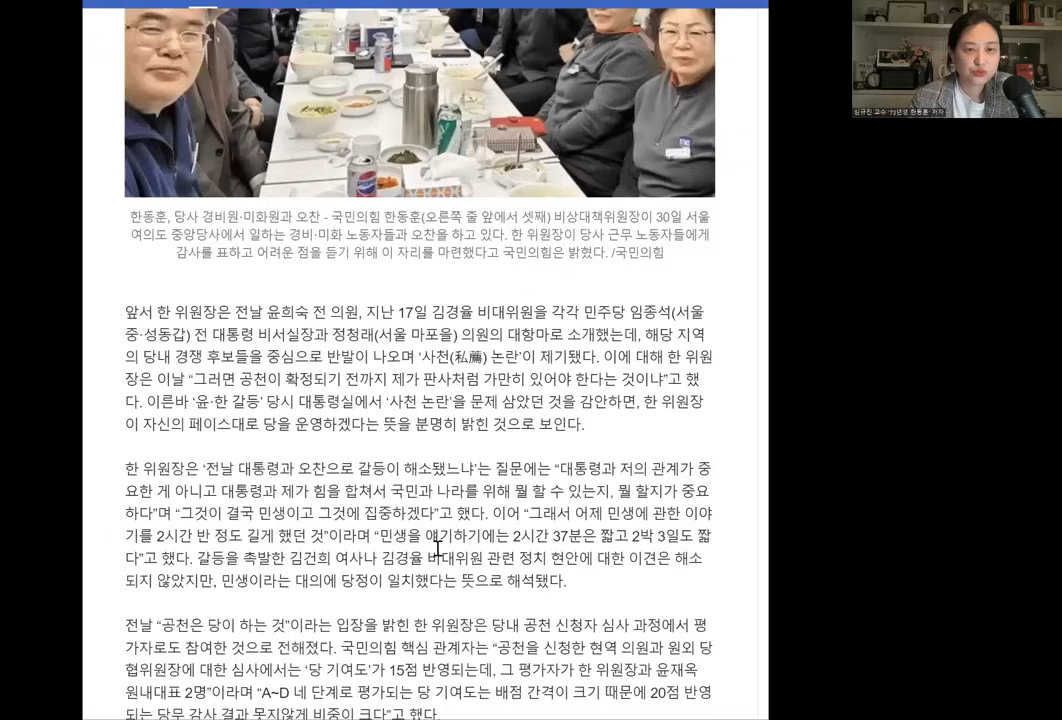 심규진 교수 '73년생 한동훈' 저자
한동훈, 당사 경비원·미화원과 오찬 - 국민의힘 한동훈(오른쪽 줄 앞에서 셋째) 비상대책위원장이 30일 서울
여의도 중앙당사에서 일하는 경비·미화 노동자들과 오찬을 하고 있다. 한 위원장이 당사 근무 노동자들에게
감사를 표하고 어려운 점을 듣기 위해 이 자리를 마련했다고 국민의힘은 밝혔다. /국민의힘
앞서 한 위원장은 전날 윤희숙 전 의원, 지난 17일 김경율 비대위원을 각각 민주당 임종석(서울
중·성동갑) 전 대통령 비서실장과 정청래(서울 마포을) 의원의 대항마로 소개했는데, 해당 지역
의 당내 경쟁 후보들을 중심으로 반발이 나오며 ‘사천(私薦) 논란’이 제기됐다. 이에 대해 한 위원
장은 이날 “그러면 공천이 확정되기 전까지 제가 판사처럼 가만히 있어야 한다는 것이냐”고 했
다. 이른바 ‘윤·한 갈등’ 당시 대통령실에서 ‘사천 논란’을 문제 삼았던 것을 감안하면, 한 위원장
이 자신의 페이스대로 당을 운영하겠다는 뜻을 분명히 밝힌 것으로 보인다.
한 위원장은 ‘전날 대통령과 오찬으로 갈등이 해소됐느냐’는 질문에는 “대통령과 저의 관계가 중
요한 게 아니고 대통령과 제가 힘을 합쳐서 국민과 나라를 위해 뭘 할 수 있는지, 뭘 할지가 중요
하다”며 “그것이 결국 민생이고 그것에 집중하겠다”고 했다. 이어 “그래서 어제 민생에 관한 이야
기를 2시간 반 정도 길게 했던 것”이라며 “민생을 얘기하기에는 2시간 37분은 짧고 2박 3일도 짧
다”고 했다. 갈등을 촉발한 김건희 여사나 김경율 비대위원 관련 정치 현안에 대한 이견은 해소
되지 않았지만, 민생이라는 대의에 당정이 일치했다는 뜻으로 해석됐다.
전날 “공천은 당이 하는 것”이라는 입장을 밝힌 한 위원장은 당내 공천 신청자 심사 과정에서 평
가자로도 참여한 것으로 전해졌다. 국민의힘 핵심 관계자는 “공천을 신청한 현역 의원과 원외 당
협위원장에 대한 심사에서는 ‘당 기여도’가 15점 반영되는데, 그 평가자가 한 위원장과 윤재옥
원내대표 2명”이라며 “A~D 네 단계로 평가되는 당 기여도는 배점 간격이 크기 때문에 20점 반영
되는 당무 감사 결과 못지않게 비중이 크다”고 했다.